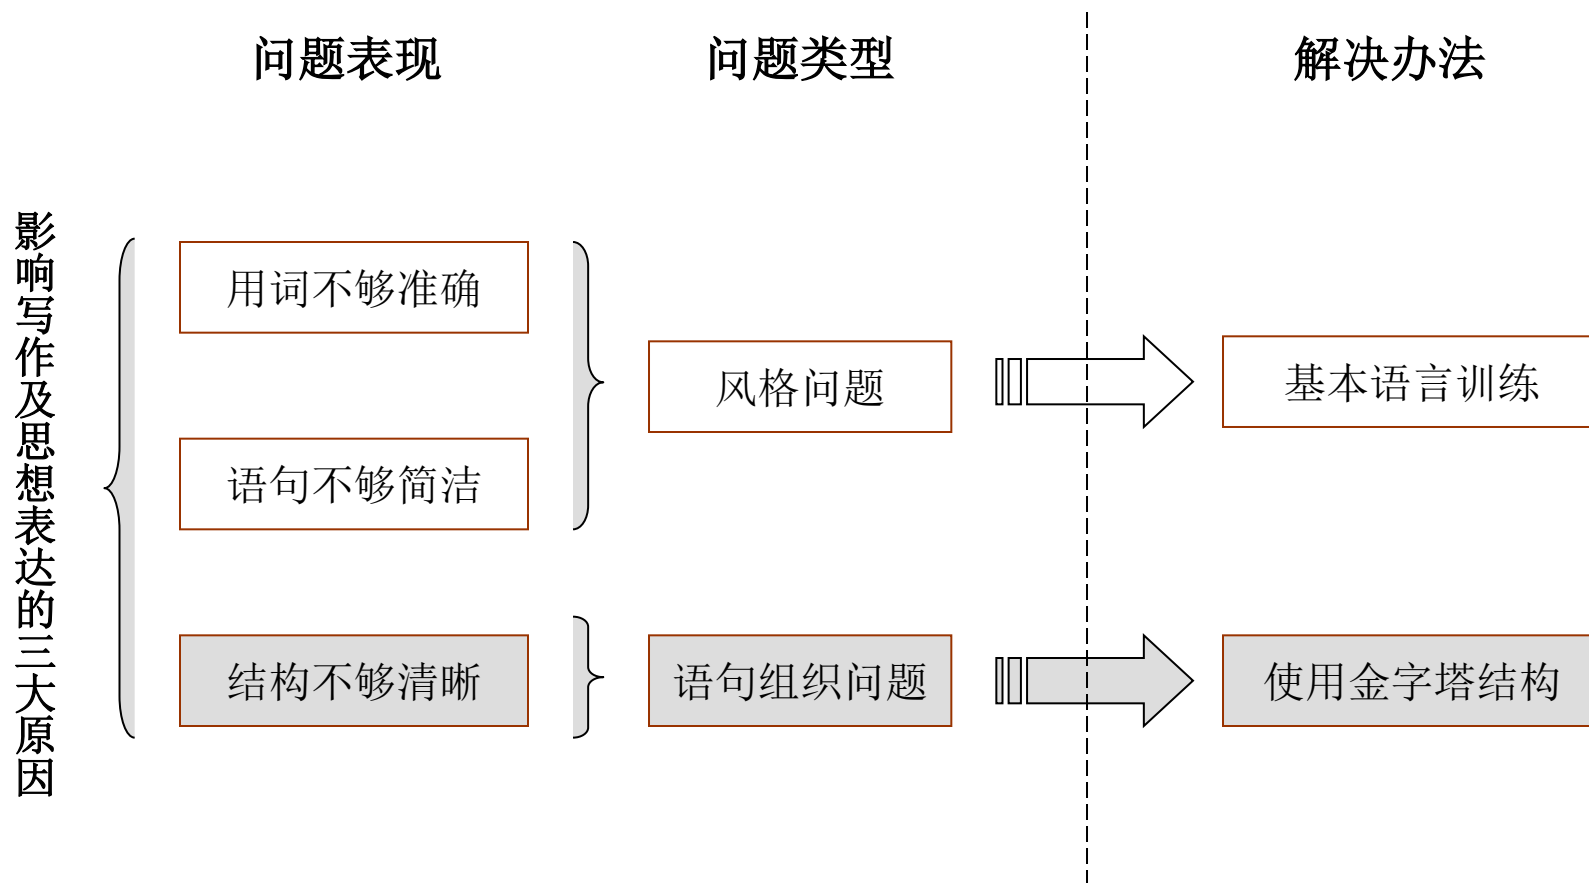 问题表现
问题类型
解决办法
影响写作及思想表达的三大原因
用词不够准确
语句不够简洁
结构不够清晰
风格问题
语句组织问题
基本语言训练
使用金字塔结构